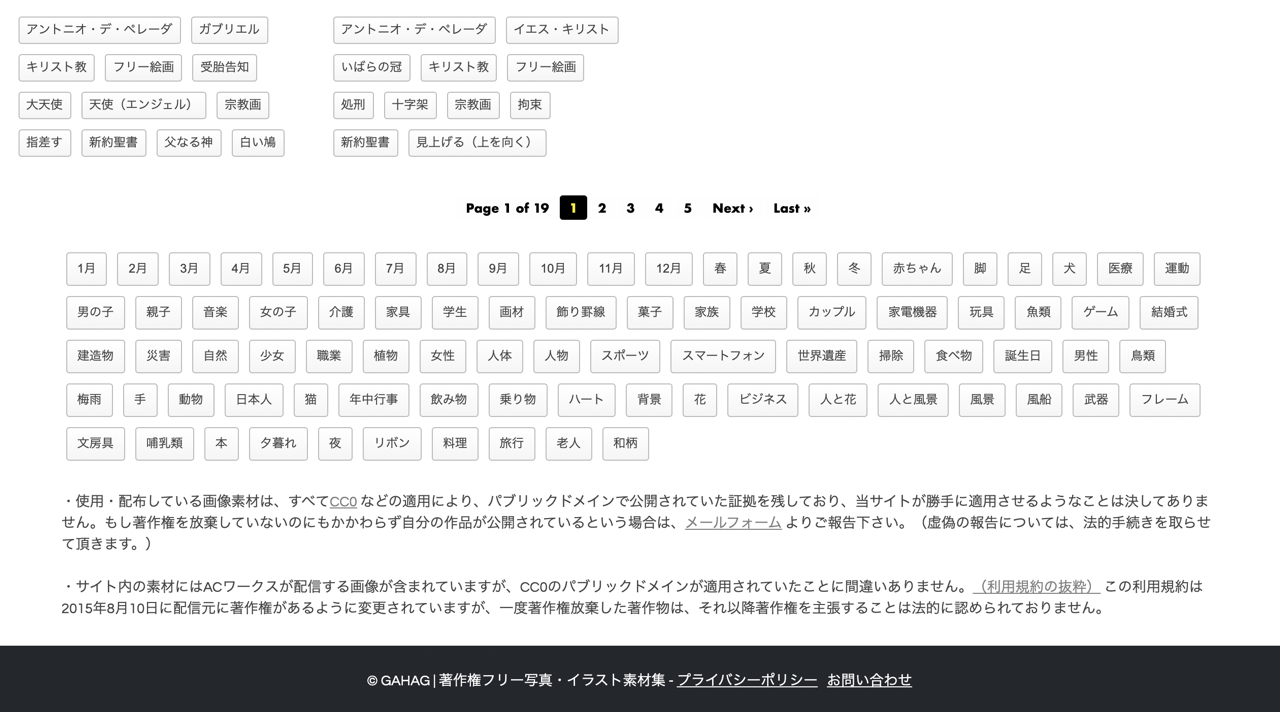 アントニオ・デ・ペレーダ ガブリエル
キリスト教 フリー絵画 受胎告知
大天使 天使（エンジェル） 宗教画
指差す 新約聖書 父なる神 白い鳩
アントニオ・デ・ペレーダ イエス・キリスト
いばらの冠 キリスト教 フリー絵画
処刑 十字架 宗教画 拘束
新約聖書 見上げる（上を向く）
Page 1 of 19 1 2 3 4 5 Next › Last »
1月 2月 3月 4月 5月 6月 7月 8月 9月 10月 11月 12月 春 夏 秋 冬 赤ちゃん 脚 足 犬 医療 運動
男の子 親子 音楽 女の子 介護 家具 学生 画材 飾り罫線 菓子 家族 学校 カップル 家電機器 玩具 魚類 ゲーム 結婚式
建造物 災害 自然 少女 職業 植物 女性 人体 人物 スポーツ スマートフォン 世界遺産 掃除 食べ物 誕生日 男性 鳥類
梅雨 手 動物 日本人 猫 年中行事 飲み物 乗り物 ハート 背景 花 ビジネス 人と花 人と風景 風景 風船 武器 フレーム
文房具 哺乳類 本 夕暮れ 夜 リボン 料理 旅行 老人 和柄
・使用・配布している画像素材は、すべてCC0 などの適用により、パブリックドメインで公開されていた証拠を残しており、当サイトが勝手に適用させるようなことは決してありま
せん。もし著作権を放棄していないのにもかかわらず自分の作品が公開されているという場合は、メールフォーム よりご報告下さい。（虚偽の報告については、法的手続きを取らせ
て頂きます。）
・サイト内の素材にはACワークスが配信する画像が含まれていますが、CC0のパブリックドメインが適用されていたことに間違いありません。（利用規約の抜粋） この利用規約は
2015年8月10日に配信元に著作権があるように変更されていますが、一度著作権放棄した著作物は、それ以降著作権を主張することは法的に認められておりません。
© GAHAG | 著作権フリー写真・イラスト素材集 - プライバシーポリシー お問い合わせ